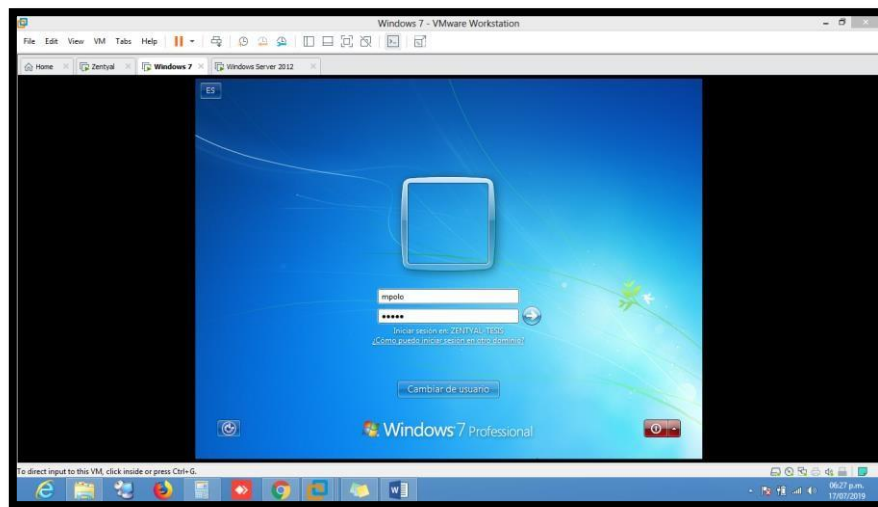 Windows 7 - VMware Workstation
File Edit View VM Tabs Help
Home Zentyal Windows 7 Windows Server 2012
ES
mpolo
•••••
Iniciar sesión en: ZENTYAL-TESIS
¿Cómo puedo iniciar sesión en otro dominio?
Cambiar de usuario
Windows 7 Professional
To direct input to this VM, click inside or press Ctrl+G.
06:27 p.m.
17/07/2019